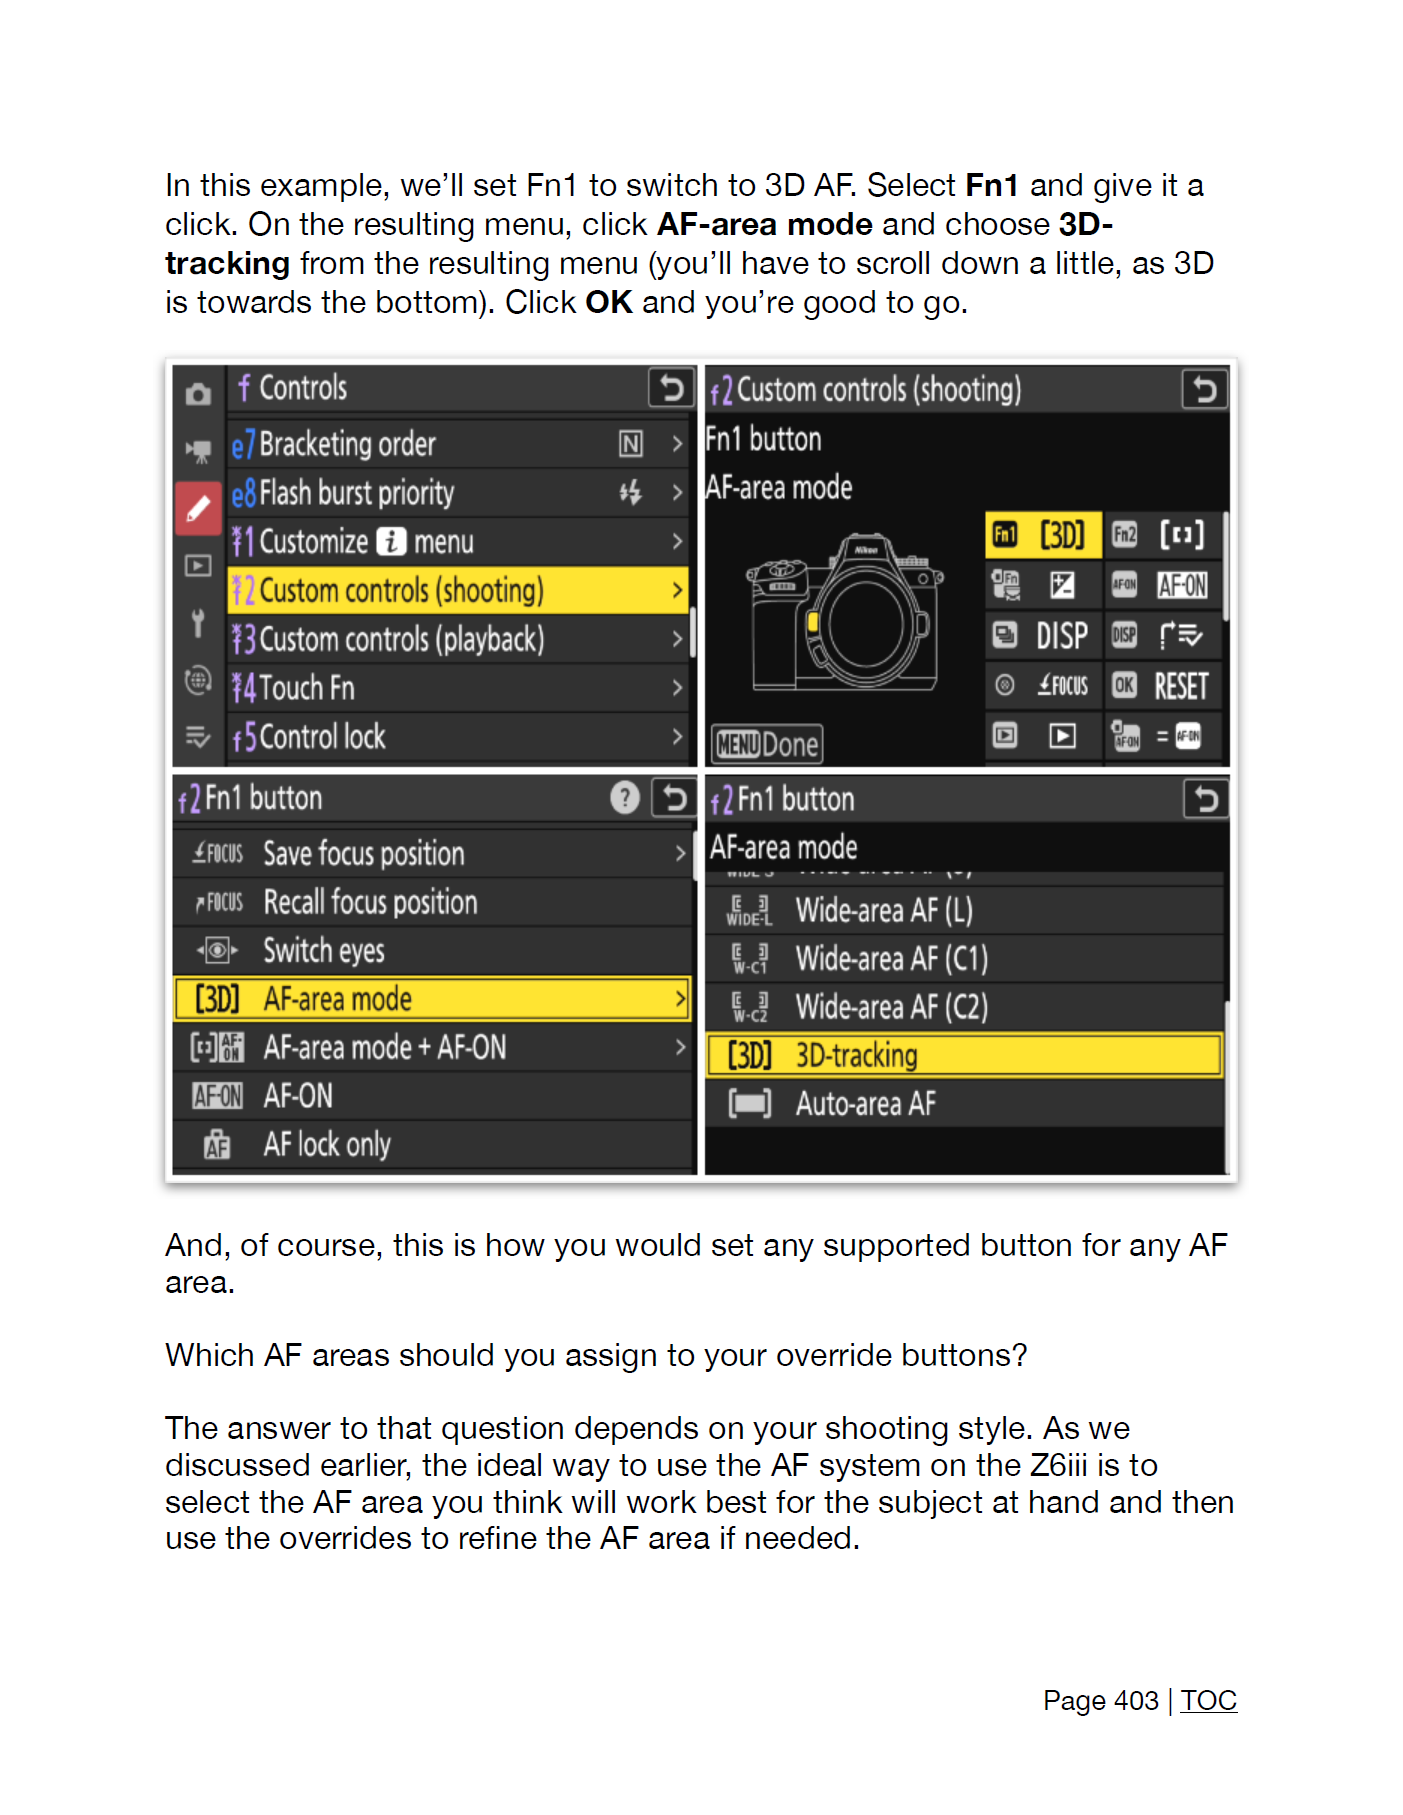 In this example, we’ll set Fn1 to switch to 3D AF. Select Fn1 and give it a
click. On the resulting menu, click AF-area mode and choose 3D-
tracking from the resulting menu (you’ll have to scroll down a little, as 3D
is towards the bottom). Click OK and you’re good to go.
f Controls
e7 Bracketing order N >
e8 Flash burst priority >
f1 Customize i menu >
f2 Custom controls (shooting) >
f3 Custom controls (playback) >
f4 Touch Fn >
f5 Control lock >
f2 Custom controls (shooting)
Fn1 button
AF-area mode
Nikon
Fn1 [3D] Fn2
Fn AF-ON AF-ON
DISP DISP
FOCUS OK RESET
AF-ON = AF-ON
MENU Done
f2 Fn1 button ?
FOCUS Save focus position >
FOCUS Recall focus position
Switch eyes
[3D] AF-area mode >
AF-ON AF-area mode + AF-ON >
AF-ON AF-ON
AF AF lock only
f2 Fn1 button
AF-area mode
WIDE-L Wide-area AF (L)
W-C1 Wide-area AF (C1)
W-C2 Wide-area AF (C2)
[3D] 3D-tracking
Auto-area AF
And, of course, this is how you would set any supported button for any AF
area.
Which AF areas should you assign to your override buttons?
The answer to that question depends on your shooting style. As we
discussed earlier, the ideal way to use the AF system on the Z6iii is to
select the AF area you think will work best for the subject at hand and then
use the overrides to refine the AF area if needed.
Page 403 | TOC